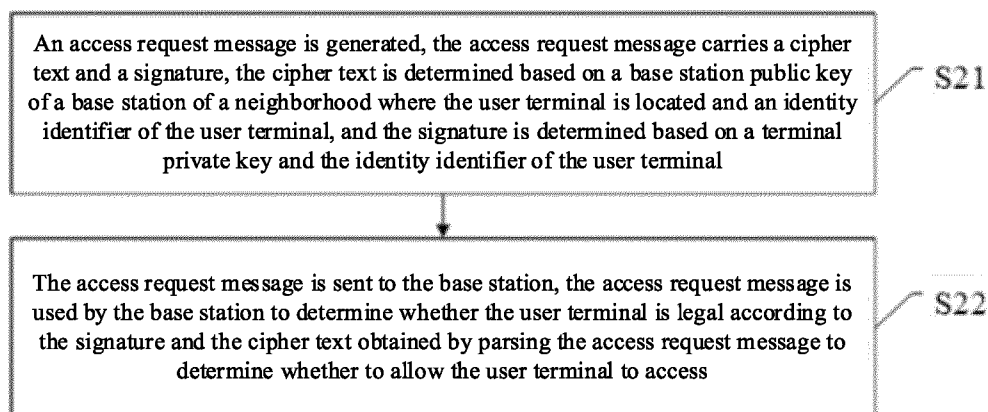 An access request message is generated, the access request message carries a cipher
text and a signature, the cipher text is determined based on a base station public key
of a base station of a neighborhood where the user terminal is located and an identity
identifier of the user terminal, and the signature is determined based on a terminal
private key and the identity identifier of the user terminal
S21
The access request message is sent to the base station, the access request message is
used by the base station to determine whether the user terminal is legal according to
the signature and the cipher text obtained by parsing the access request message to
determine whether to allow the user terminal to access
S22